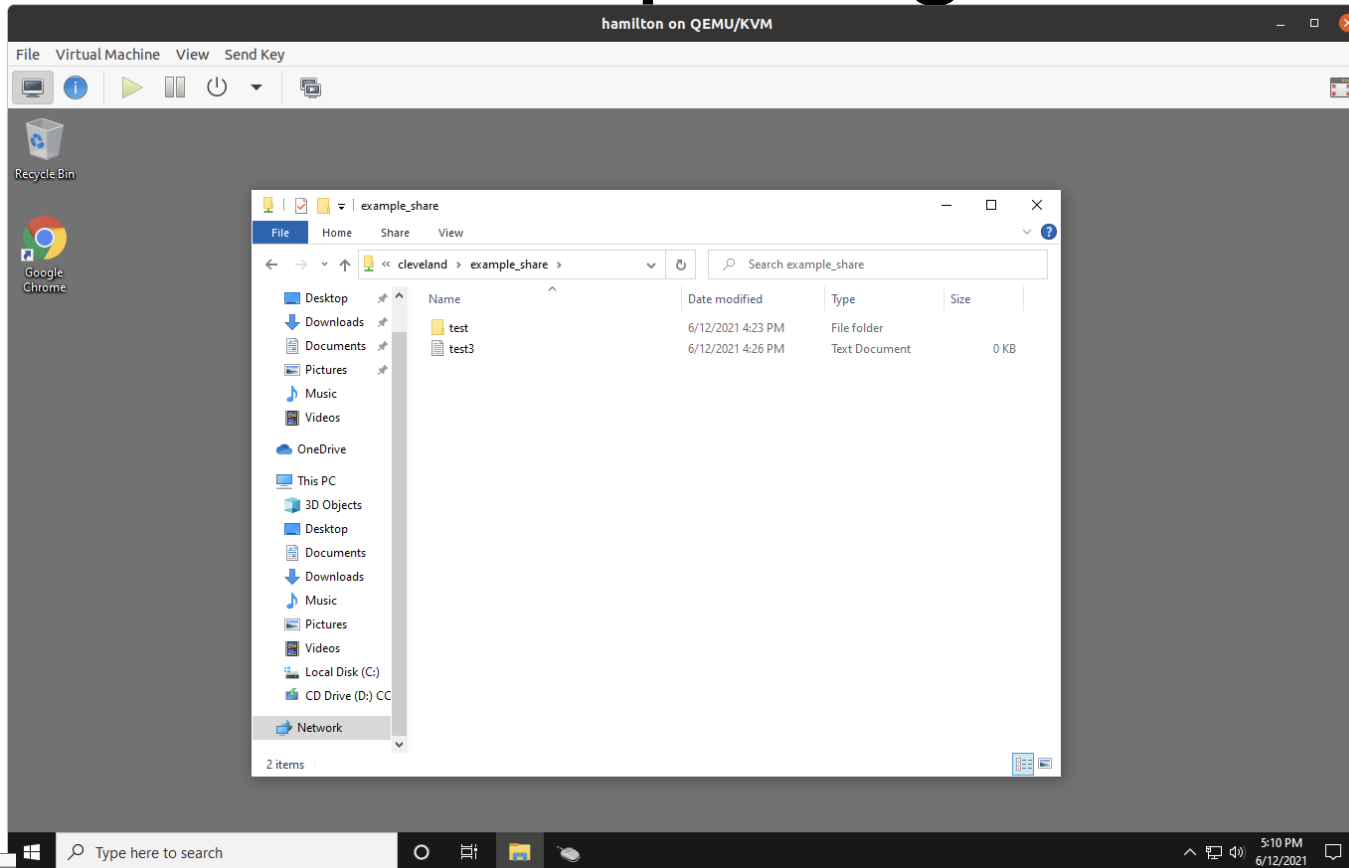 hamilton on QEMU/KVM
File Virtual Machine View Send Key
Recycle Bin
Google
Chrome
example_share
File Home Share View
« cleveland › example_share ›
Search example_share
Name Date modified Type Size
test 6/12/2021 4:23 PM File folder
test3 6/12/2021 4:26 PM Text Document 0 KB
Desktop
Downloads
Documents
Pictures
Music
Videos
OneDrive
This PC
3D Objects
Desktop
Documents
Downloads
Music
Pictures
Videos
Local Disk (C:)
CD Drive (D:) CC
Network
2 items
Type here to search
5:10 PM
6/12/2021